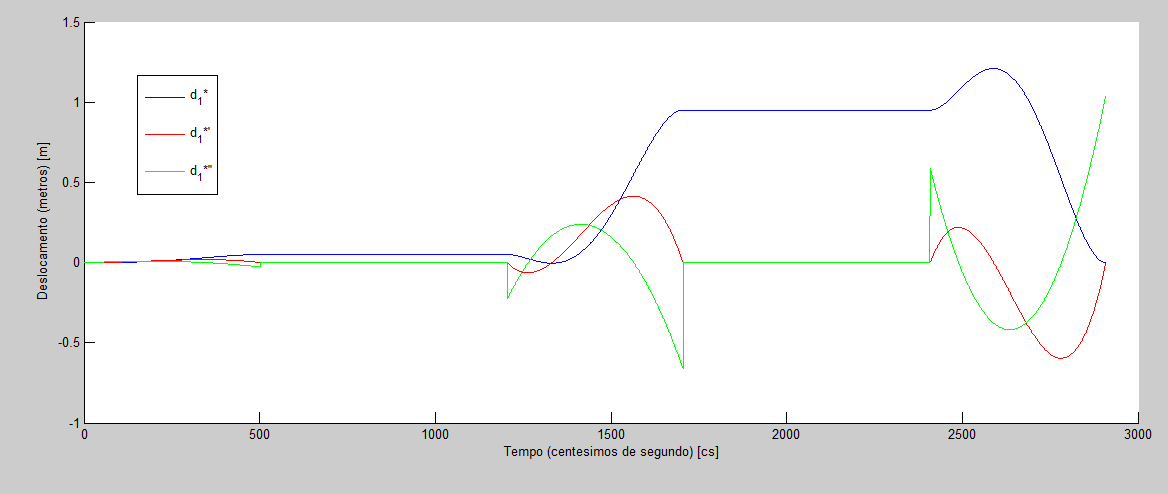 1.5
1
0.5
0
-0.5
-1
d1*
d1*'
d1*''
Deslocamento (metros) [m]
0 500 1000 1500 2000 2500 3000
Tempo (centesimos de segundo) [cs]